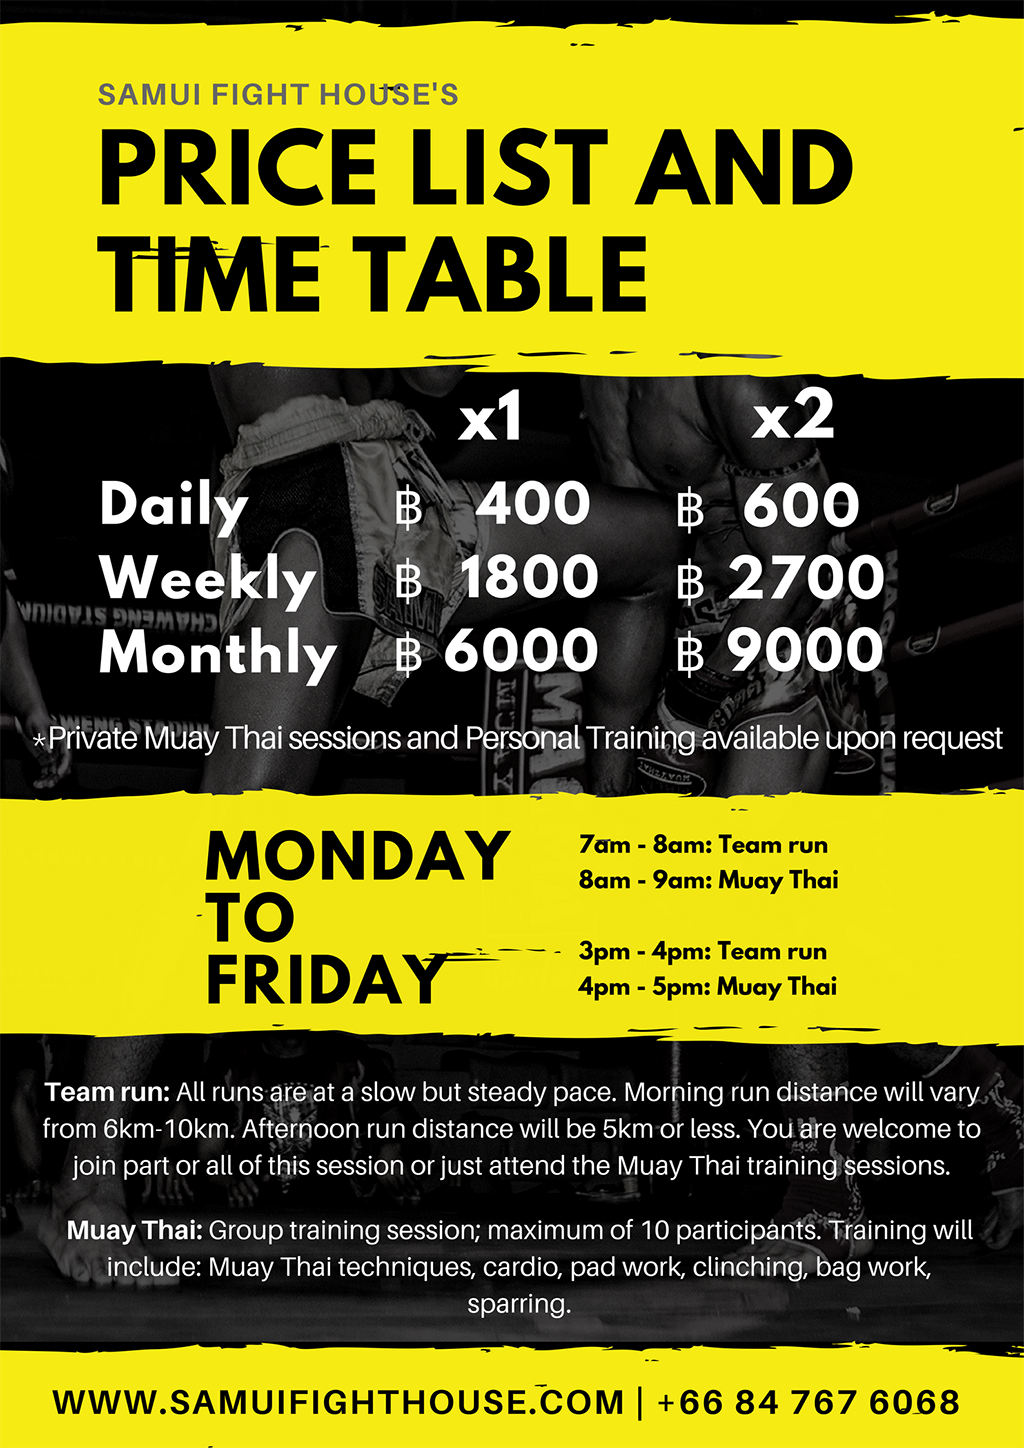 SAMUI FIGHT HOUSE'S
PRICE LIST AND
TIME TABLE
x1 x2
Daily ฿ 400 ฿ 600
Weekly ฿ 1800 ฿ 2700
Monthly ฿ 6000 ฿ 9000
*Private Muay Thai sessions and Personal Training available upon request
MONDAY
TO
FRIDAY
7am - 8am: Team run
8am - 9am: Muay Thai
3pm - 4pm: Team run
4pm - 5pm: Muay Thai
Team run: All runs are at a slow but steady pace. Morning run distance will vary
from 6km-10km. Afternoon run distance will be 5km or less. You are welcome to
join part or all of this session or just attend the Muay Thai training sessions.
Muay Thai: Group training session; maximum of 10 participants. Training will
include: Muay Thai techniques, cardio, pad work, clinching, bag work,
sparring.
WWW.SAMUIFIGHTHOUSE.COM | +66 84 767 6068